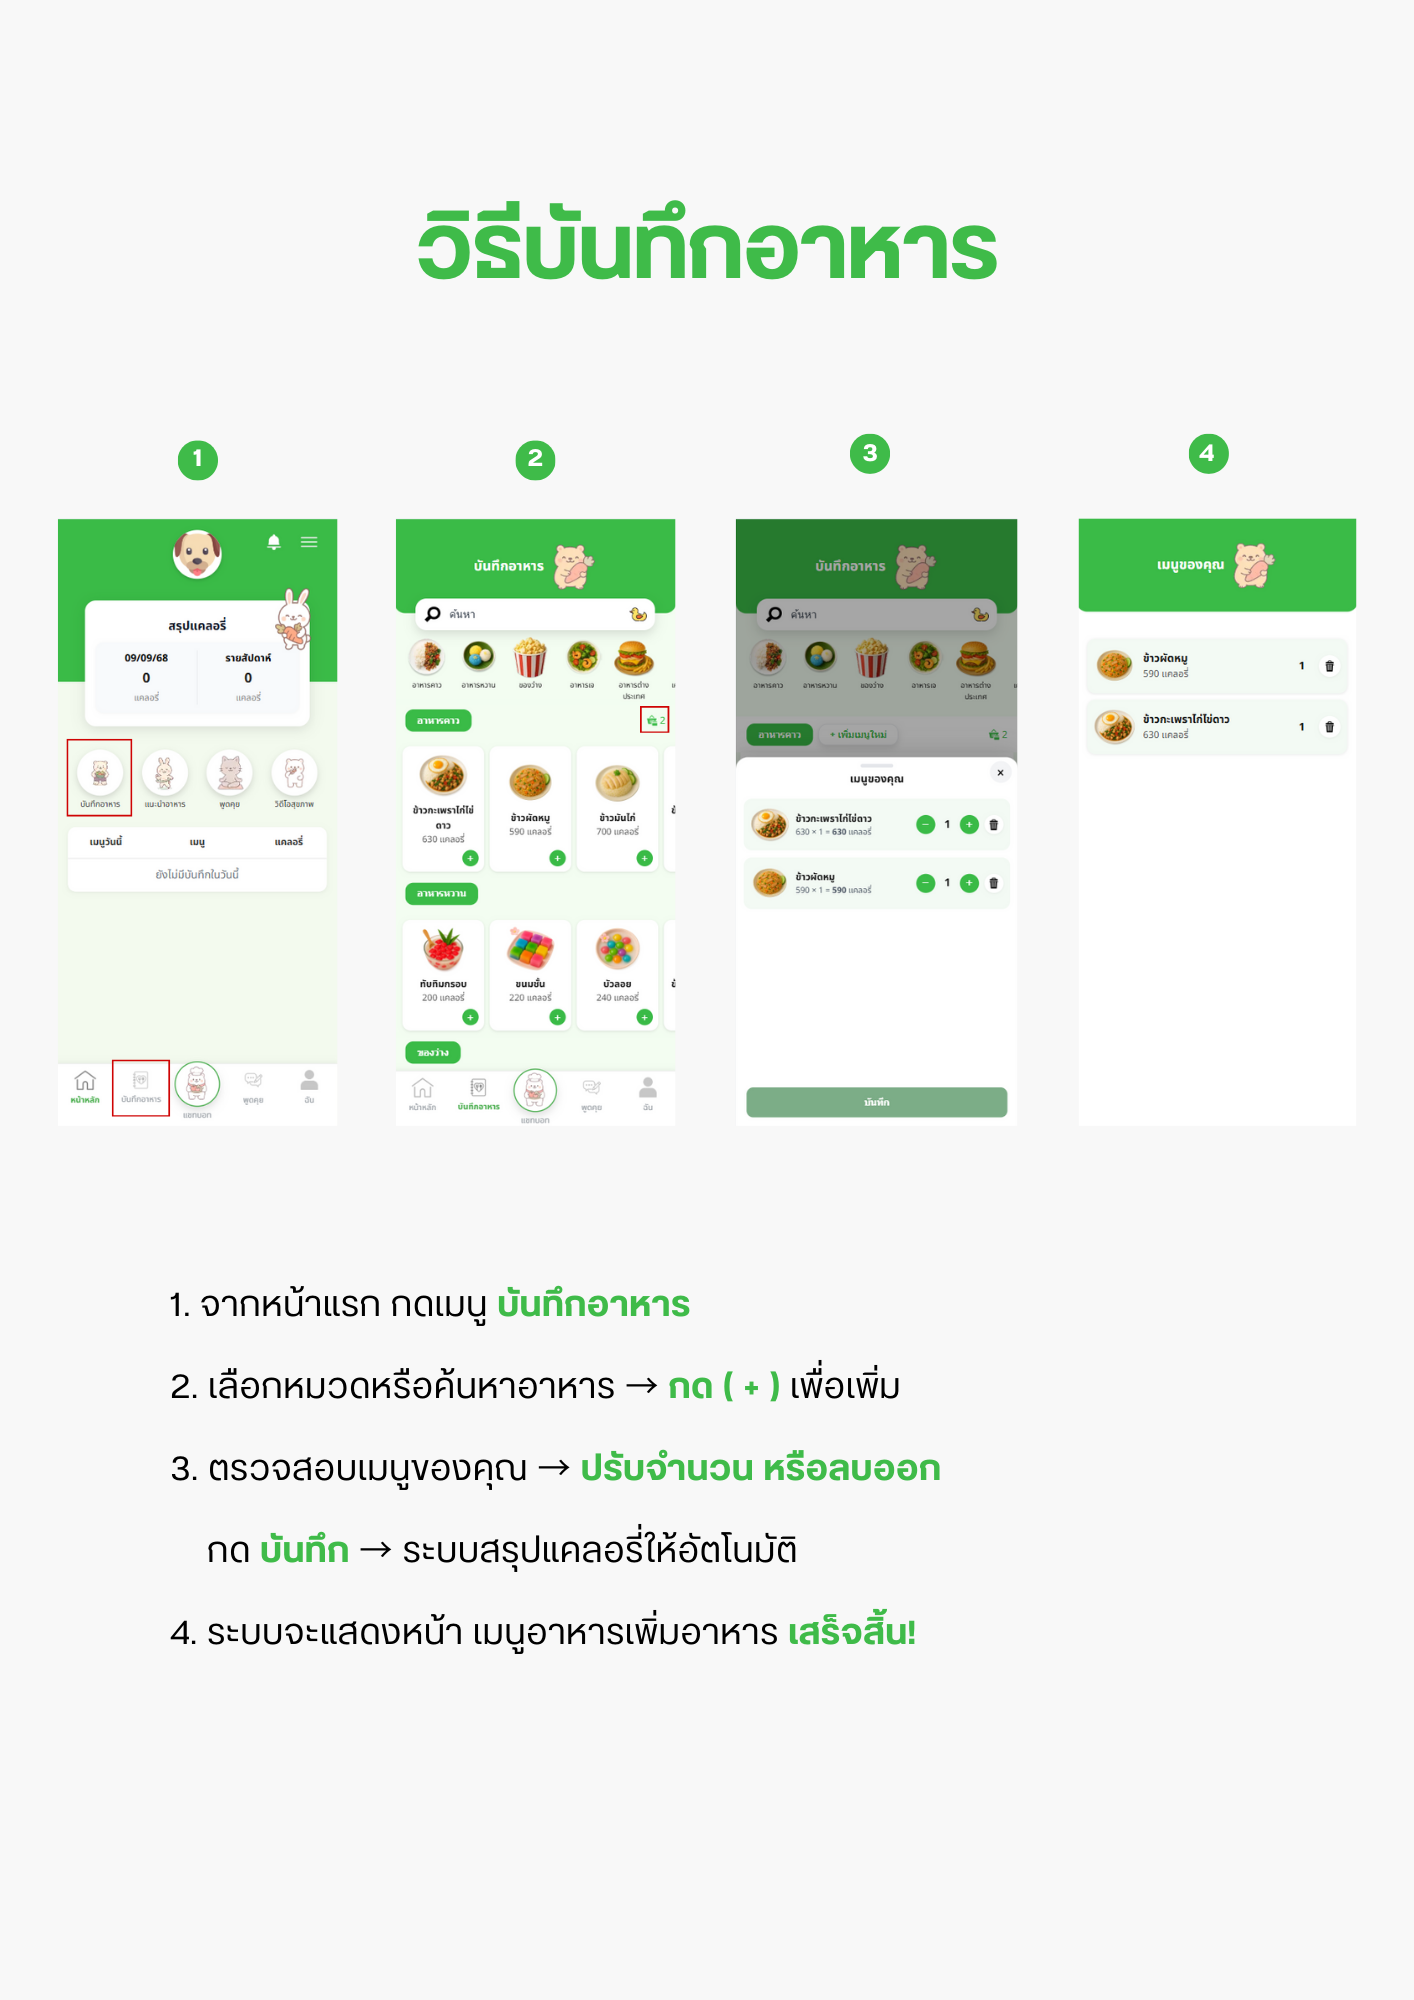 วิธีบันทึกอาหาร
1
2
3
4
สรุปแคลอรี่
09/09/68
รายสัปดาห์
0
0
แคลอรี่
แคลอรี่
บันทึกอาหาร
แนะนำอาหาร
พูดคุย
วิดีโอสุขภาพ
เมนูวันนี้
เมนู
แคลอรี่
ยังไม่มีบันทึกในวันนี้
หน้าหลัก
บันทึกอาหาร
แชทบอท
พูดคุย
ฉัน
บันทึกอาหาร
ค้นหา
อาหารคาว
อาหารหวาน
ของว่าง
อาหารเจ
อาหารต่าง
ประเทศ
อาหารคาว
2
ข้าวกะเพราไก่ไข่
ดาว
630 แคลอรี่
+
ข้าวผัดหมู
590 แคลอรี่
+
ข้าวมันไก่
700 แคลอรี่
+
อาหารหวาน
ทับทิมกรอบ
200 แคลอรี่
+
ขนมชั้น
220 แคลอรี่
+
บัวลอย
240 แคลอรี่
+
ของว่าง
หน้าหลัก
บันทึกอาหาร
แชทบอท
พูดคุย
ฉัน
บันทึกอาหาร
ค้นหา
อาหารคาว
อาหารหวาน
ของว่าง
อาหารเจ
อาหารต่าง
ประเทศ
อาหารคาว
+ เพิ่มเมนูใหม่
2
เมนูของคุณ
×
ข้าวกะเพราไก่ไข่ดาว
630 × 1 = 630 แคลอรี่
− 1 +
ข้าวผัดหมู
590 × 1 = 590 แคลอรี่
− 1 +
บันทึก
เมนูของคุณ
ข้าวผัดหมู
590 แคลอรี่
1
ข้าวกะเพราไก่ไข่ดาว
630 แคลอรี่
1
1. จากหน้าแรก กดเมนู บันทึกอาหาร
2. เลือกหมวดหรือค้นหาอาหาร → กด ( + ) เพื่อเพิ่ม
3. ตรวจสอบเมนูของคุณ → ปรับจำนวน หรือลบออก
กด บันทึก → ระบบสรุปแคลอรี่ให้อัตโนมัติ
4. ระบบจะแสดงหน้า เมนูอาหารเพิ่มอาหาร เสร็จสิ้น!